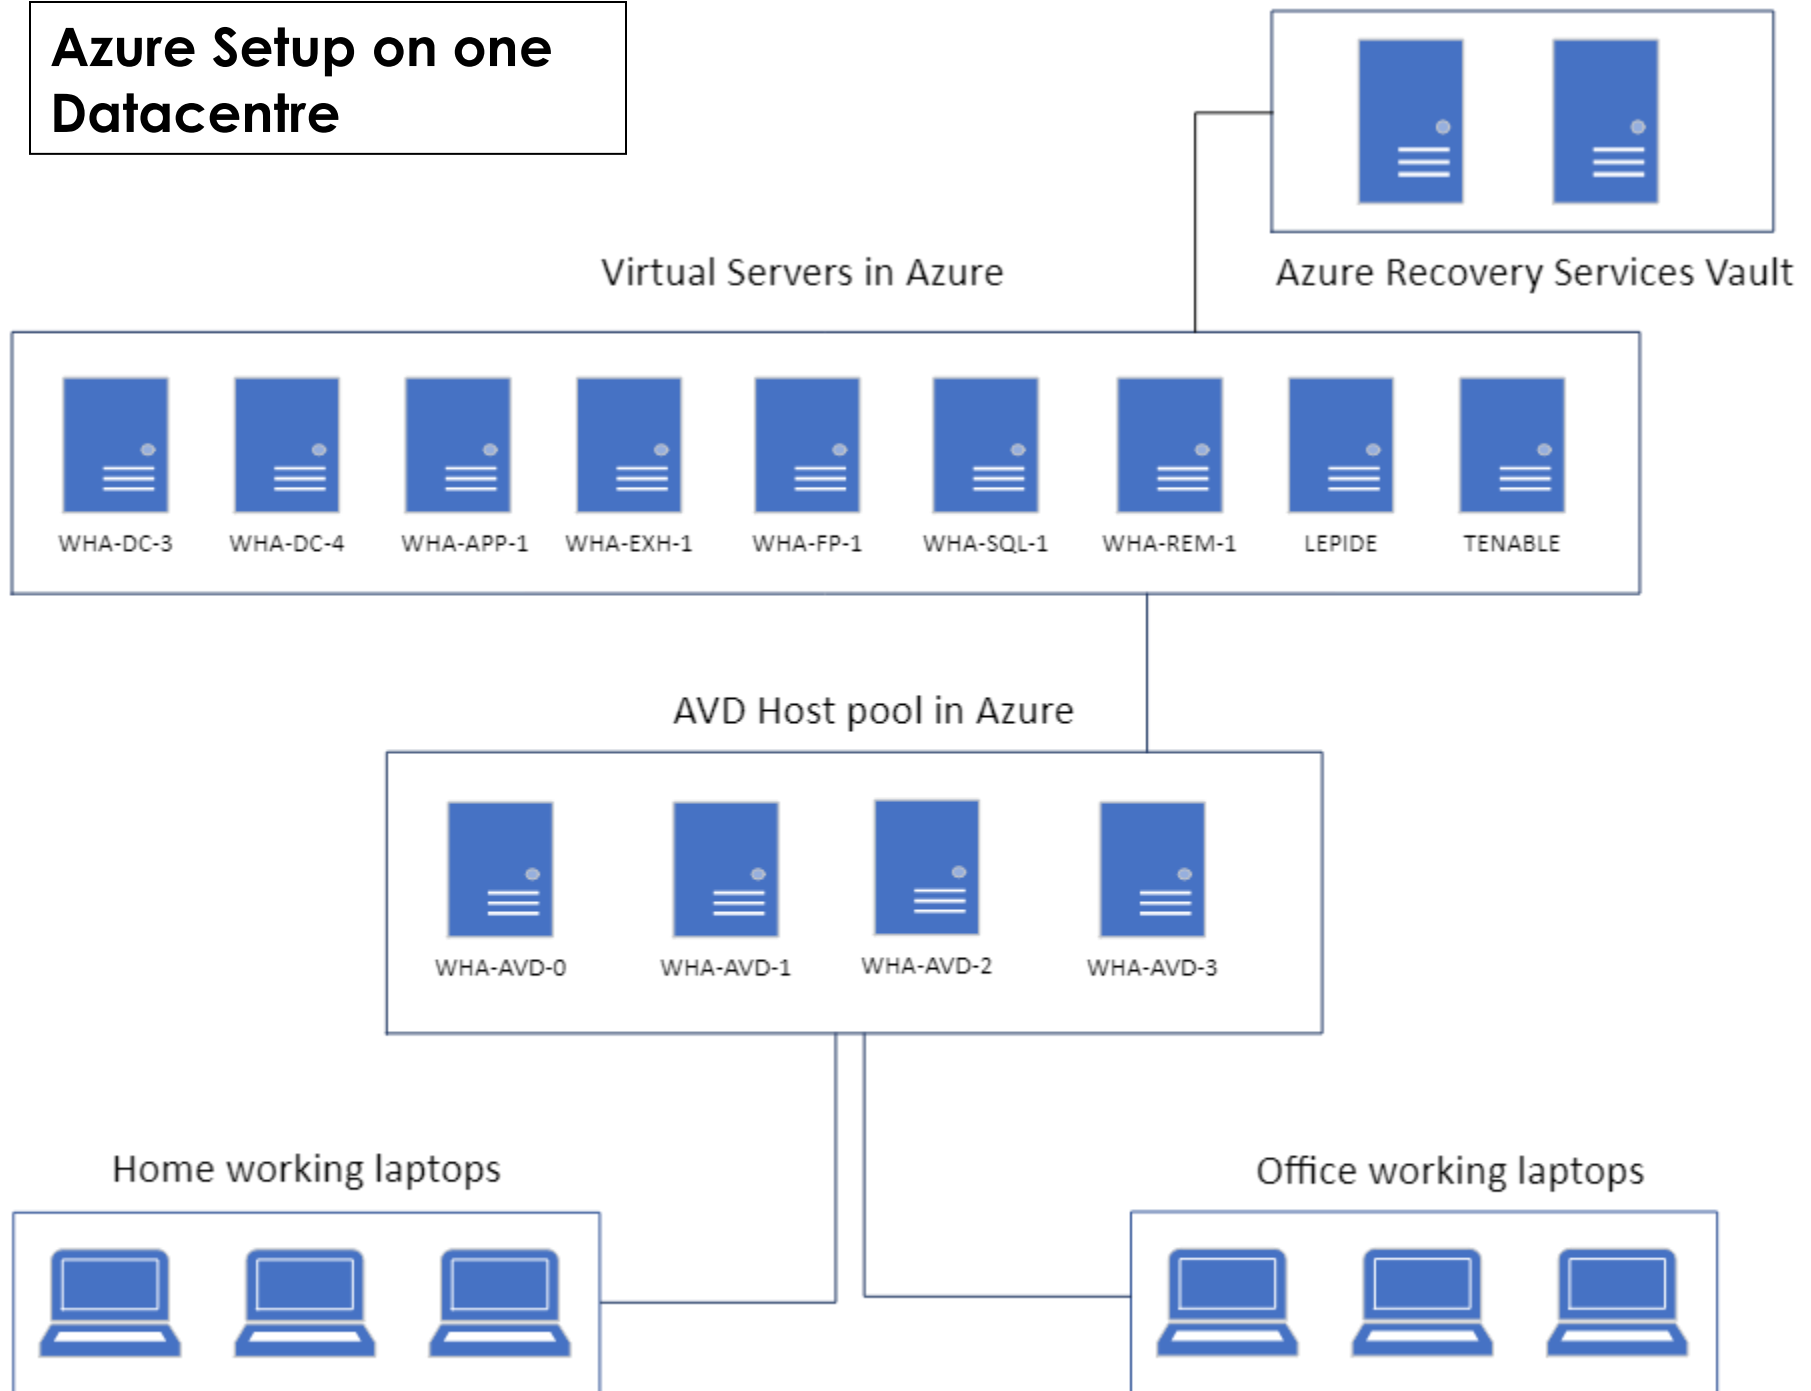 Azure Setup on one
Datacentre
Virtual Servers in Azure
Azure Recovery Services Vault
WHA-DC-3
WHA-DC-4
WHA-APP-1
WHA-EXH-1
WHA-FP-1
WHA-SQL-1
WHA-REM-1
LEPIDE
TENABLE
AVD Host pool in Azure
WHA-AVD-0
WHA-AVD-1
WHA-AVD-2
WHA-AVD-3
Home working laptops
Office working laptops